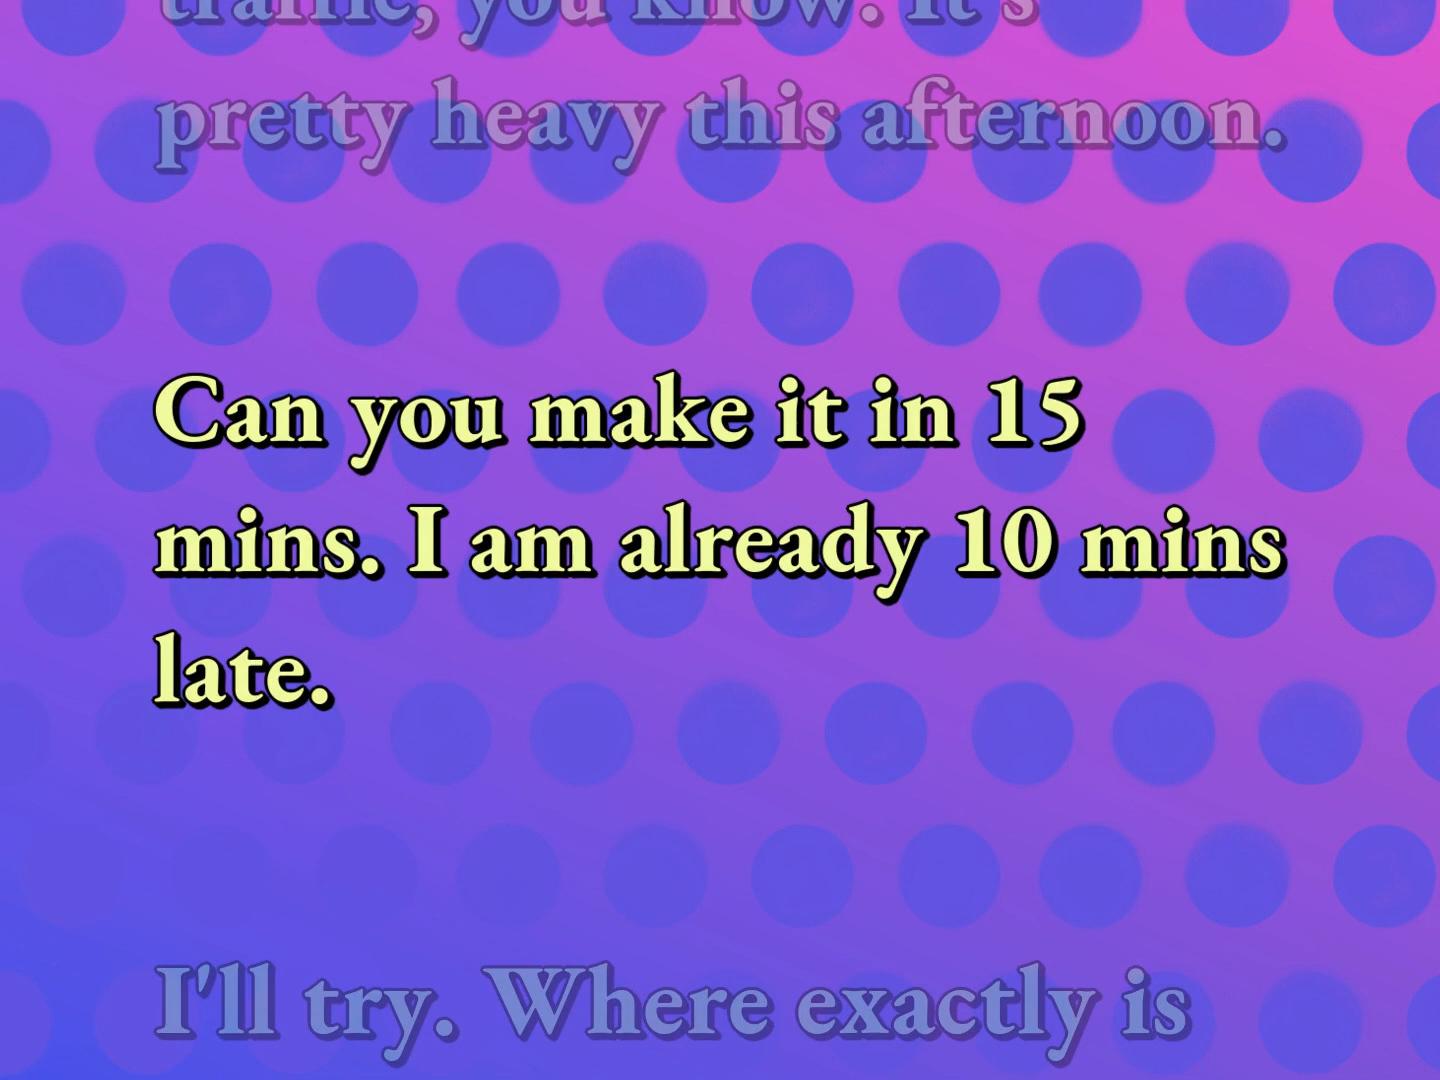 traffic, you know. It's
pretty heavy this afternoon.
Can you make it in 15
mins. I am already 10 mins
late.
I'll try. Where exactly is